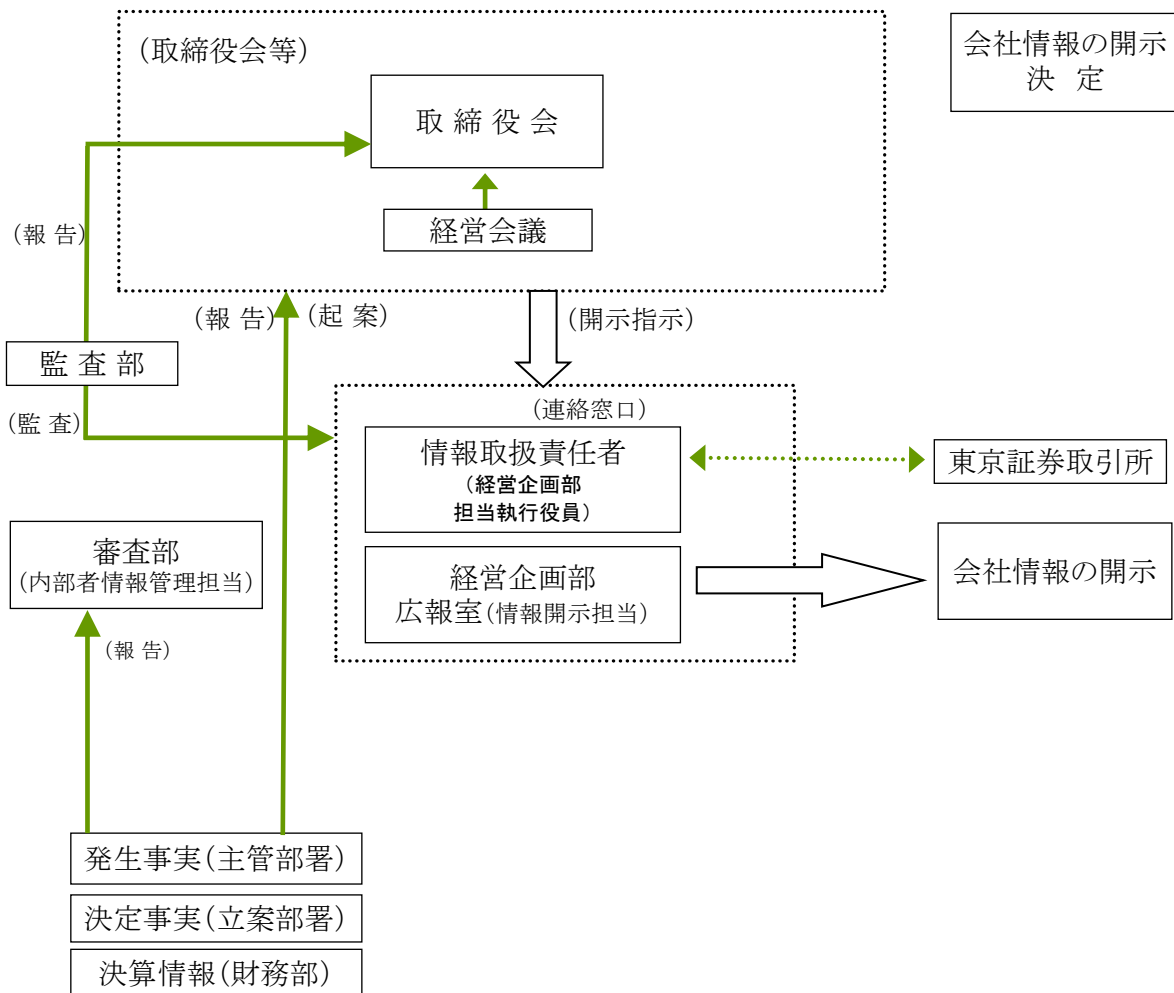 (取締役会等)
会社情報の開示
決 定
取 締 役 会
経営会議
(報 告)
(報 告)
(起 案)
(開示指示)
監 査 部
(監 査)
(連絡窓口)
情報取扱責任者
(経営企画部
担当執行役員)
東京証券取引所
審査部
(内部者情報管理担当)
経営企画部
広報室(情報開示担当)
会社情報の開示
(報 告)
発生事実(主管部署)
決定事実(立案部署)
決算情報(財務部)